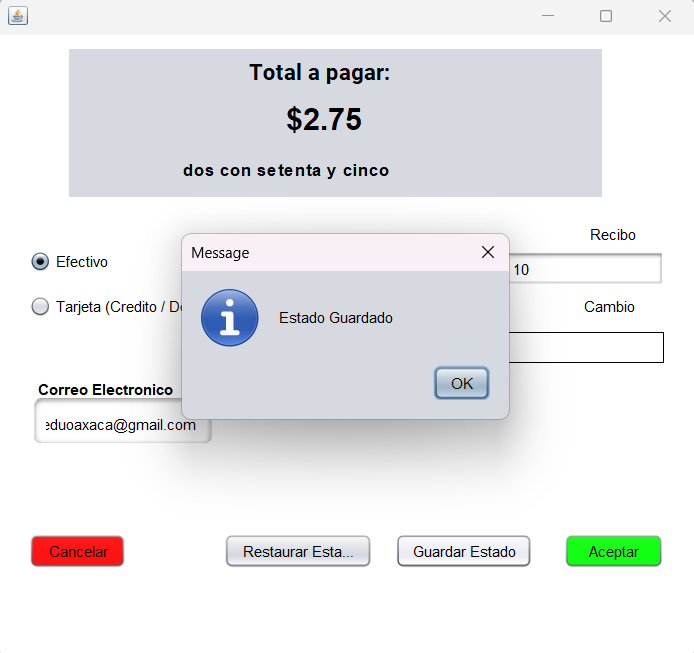 Total a pagar:
$2.75
dos con setenta y cinco
Recibo
Efectivo
10
Message
Estado Guardado
OK
Tarjeta (Credito / De
Cambio
Correo Electronico
eduoaxaca@gmail.com
Cancelar
Restaurar Esta...
Guardar Estado
Aceptar